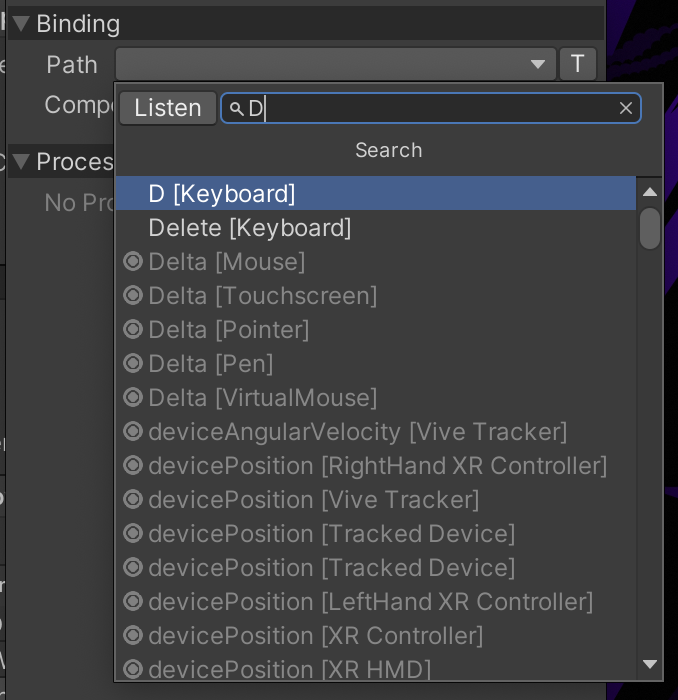 Binding
Path T
Listen D
Search
D [Keyboard]
Delete [Keyboard]
Delta [Mouse]
Delta [Touchscreen]
Delta [Pointer]
Delta [Pen]
Delta [VirtualMouse]
deviceAngularVelocity [Vive Tracker]
devicePosition [RightHand XR Controller]
devicePosition [Vive Tracker]
devicePosition [Tracked Device]
devicePosition [Tracked Device]
devicePosition [LeftHand XR Controller]
devicePosition [XR Controller]
devicePosition [XR HMD]
Compo
Proces
No Pro